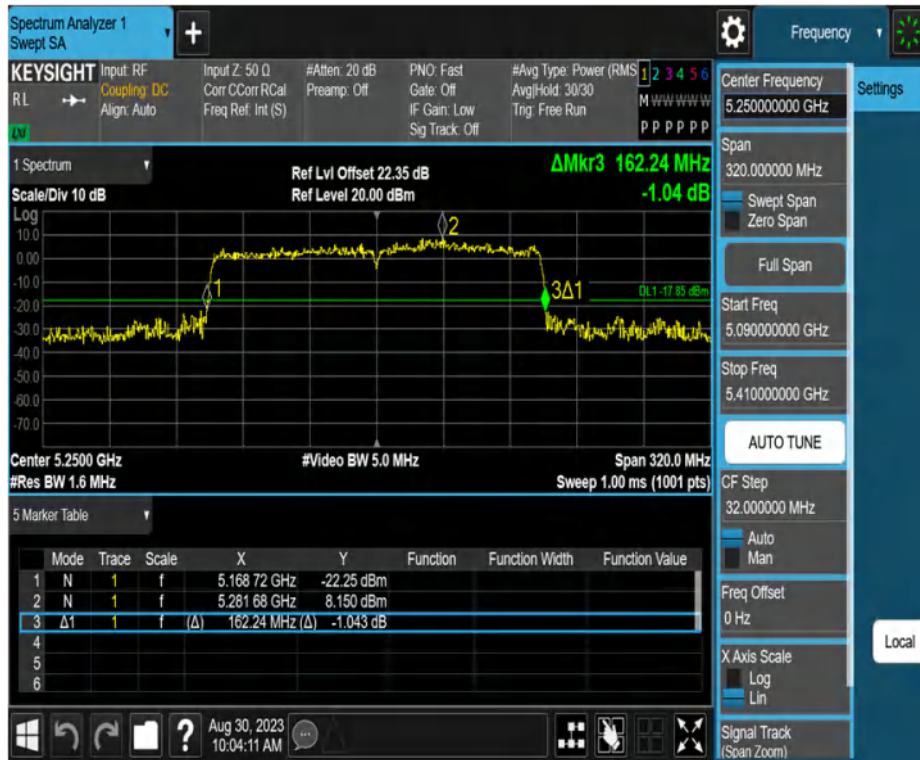 Spectrum Analyzer 1
Swept SA
+
Frequency
KEYSIGHT
RL
LXI
Input: RF
Coupling: DC
Align: Auto
Input Z: 50 Ω
Corr CCorr RCal
Freq Ref: Int (S)
#Atten: 20 dB
Preamp: Off
PNO: Fast
Gate: Off
IF Gain: Low
Sig Track: Off
#Avg Type: Power (RMS
Avg|Hold: 30/30
Trig: Free Run
1 2 3 4 5 6
M W W W W W
P P P P P P
Center Frequency
5.250000000 GHz
Settings
Span
320.000000 MHz
Swept Span
Zero Span
Full Span
Start Freq
5.090000000 GHz
Stop Freq
5.410000000 GHz
AUTO TUNE
CF Step
32.000000 MHz
Auto
Man
Freq Offset
0 Hz
X Axis Scale
Log
Lin
Signal Track
(Span Zoom)
Local
1 Spectrum
Scale/Div 10 dB
Ref Lvl Offset 22.35 dB
Ref Level 20.00 dBm
ΔMkr3 162.24 MHz
-1.04 dB
Log
10.0
0.00
-10.0
-20.0
-30.0
-40.0
-50.0
-60.0
-70.0
1
2
3Δ1
DL1 -17.85 dBm
Center 5.2500 GHz
#Video BW 5.0 MHz
Span 320.0 MHz
#Res BW 1.6 MHz
Sweep 1.00 ms (1001 pts)
5 Marker Table
Mode Trace Scale X Y Function Function Width Function Value
1 N 1 f 5.168 72 GHz -22.25 dBm
2 N 1 f 5.281 68 GHz 8.150 dBm
3 Δ1 1 f (Δ) 162.24 MHz (Δ) -1.043 dB
4
5
6
?
Aug 30, 2023
10:04:11 AM